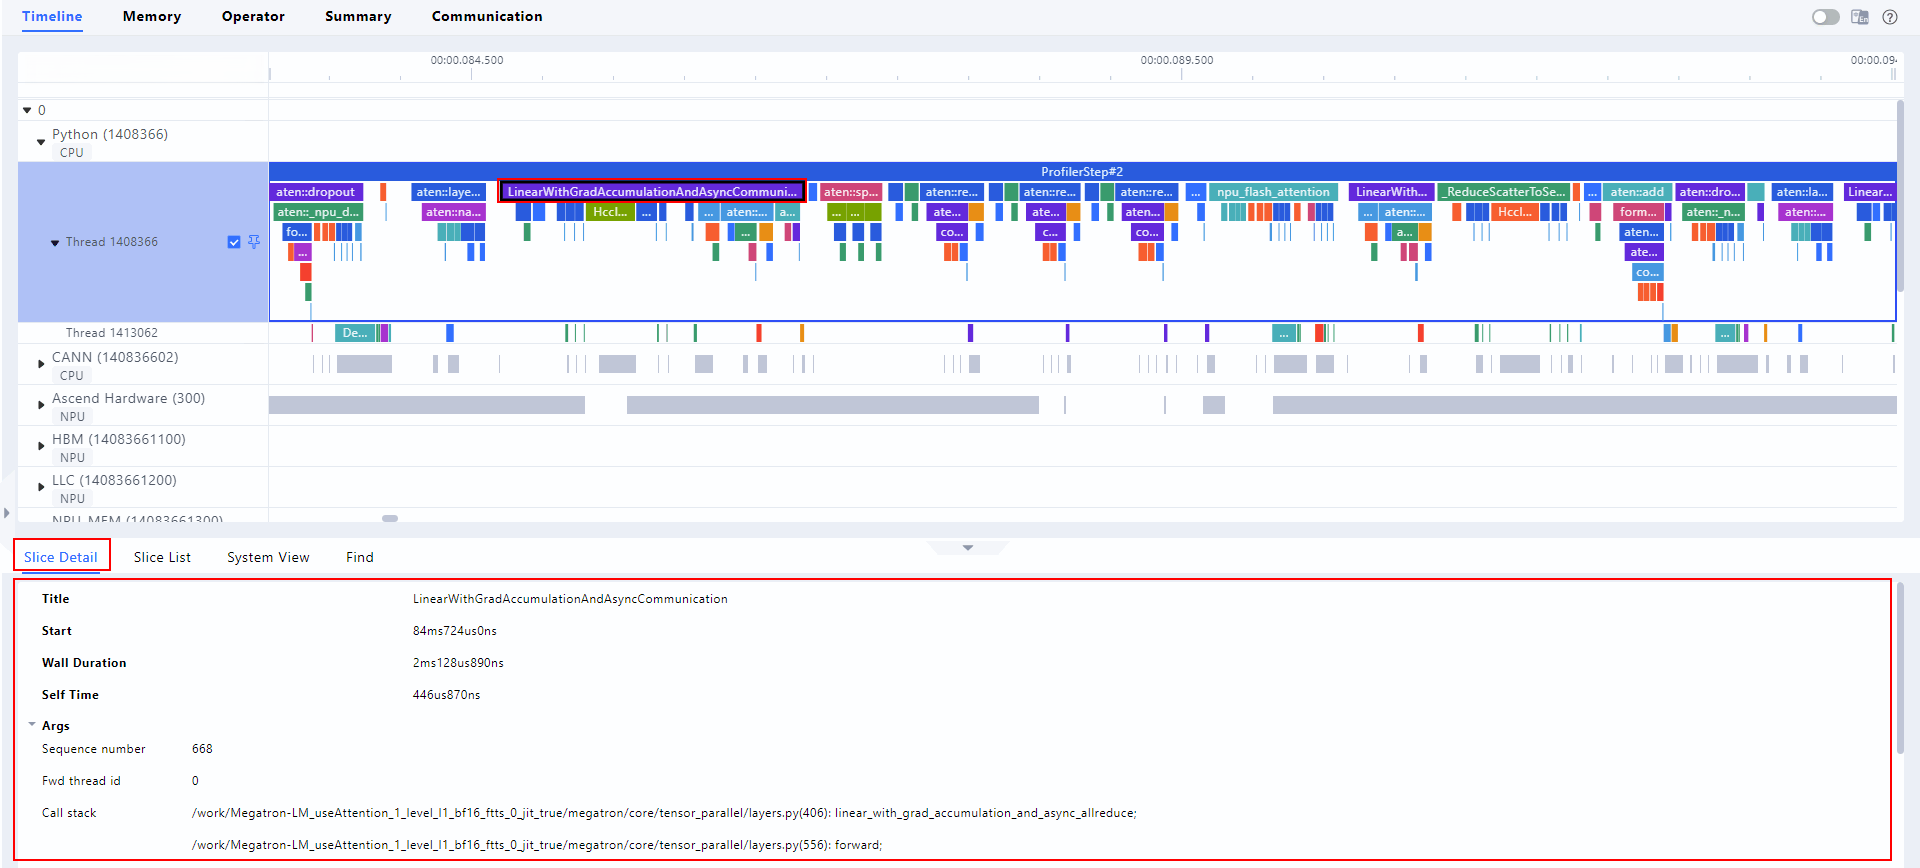 Timeline Memory Operator Summary Communication
00:00.084.500 00:00.089.500 00:00.094
0
Python (1408366)
CPU
ProfilerStep#2
aten::dropout aten::laye... LinearWithGradAccumulationAndAsyncCommuni... aten::sp... aten::re... aten::re... aten::re... ... npu_flash_attention LinearWith... _ReduceScatterToSe... ... aten::add aten::dro... aten::la... Linear...
aten::_npu_d... aten::na... Hccl... ... ... aten::... a... ... ... ate... ate... aten... ... aten::... Hccl... form... aten::_n... aten::...
fo... ... co... c... co... a... aten...
Thread 1408366
... ate...
co...
Thread 1413062 De... ... ...
CANN (140836602)
CPU
Ascend Hardware (300)
NPU
HBM (14083661100)
NPU
LLC (14083661200)
NPU
NPU_MEM (14083661300)
Slice Detail Slice List System View Find
Title LinearWithGradAccumulationAndAsyncCommunication
Start 84ms724us0ns
Wall Duration 2ms128us890ns
Self Time 446us870ns
Args
Sequence number 668
Fwd thread id 0
Call stack /work/Megatron-LM_useAttention_1_level_l1_bf16_ftts_0_jit_true/megatron/core/tensor_parallel/layers.py(406): linear_with_grad_accumulation_and_async_allreduce;
/work/Megatron-LM_useAttention_1_level_l1_bf16_ftts_0_jit_true/megatron/core/tensor_parallel/layers.py(556): forward;